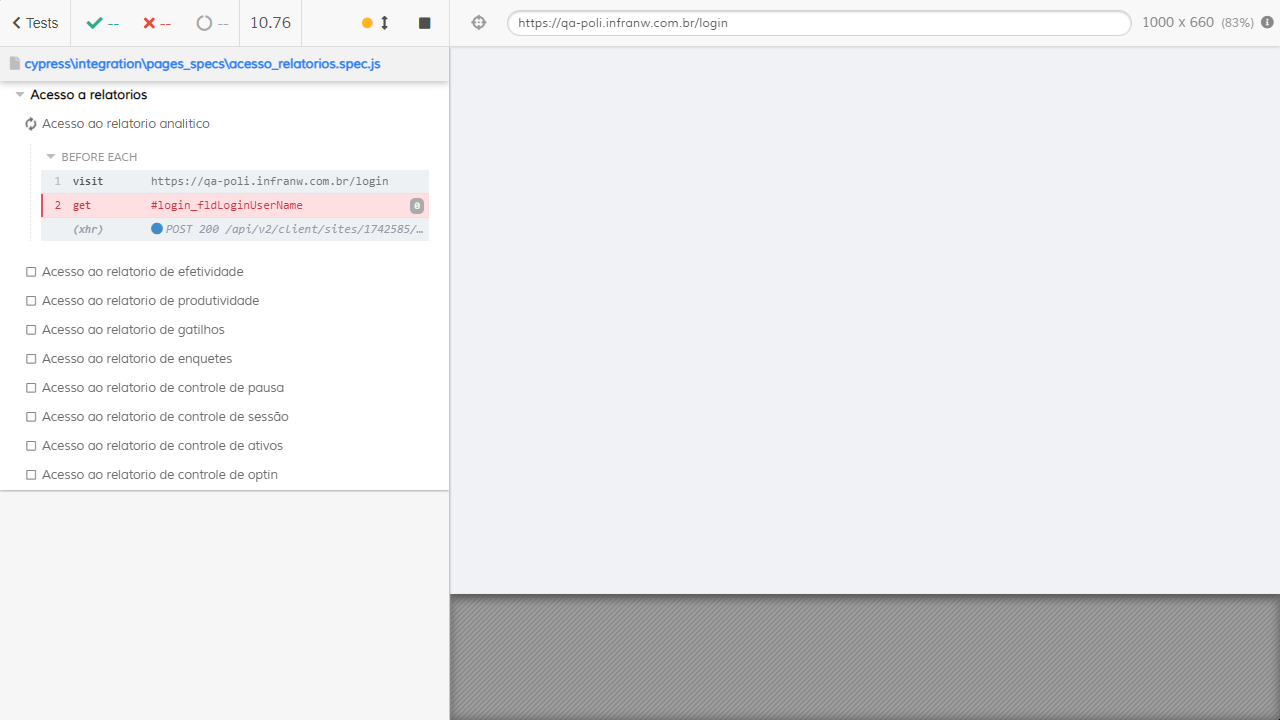 Tests -- -- -- 10.76 https://qa-poli.infranw.com.br/login 1000 x 660 (83%)
cypress\integration\pages_specs\acesso_relatorios.spec.js
Acesso a relatorios
Acesso ao relatorio analitico
BEFORE EACH
1 visit https://qa-poli.infranw.com.br/login
2 get #login_fldLoginUserName 0
(xhr) POST 200 /api/v2/client/sites/1742585/…
Acesso ao relatorio de efetividade
Acesso ao relatorio de produtividade
Acesso ao relatorio de gatilhos
Acesso ao relatorio de enquetes
Acesso ao relatorio de controle de pausa
Acesso ao relatorio de controle de sessão
Acesso ao relatorio de controle de ativos
Acesso ao relatorio de controle de optin